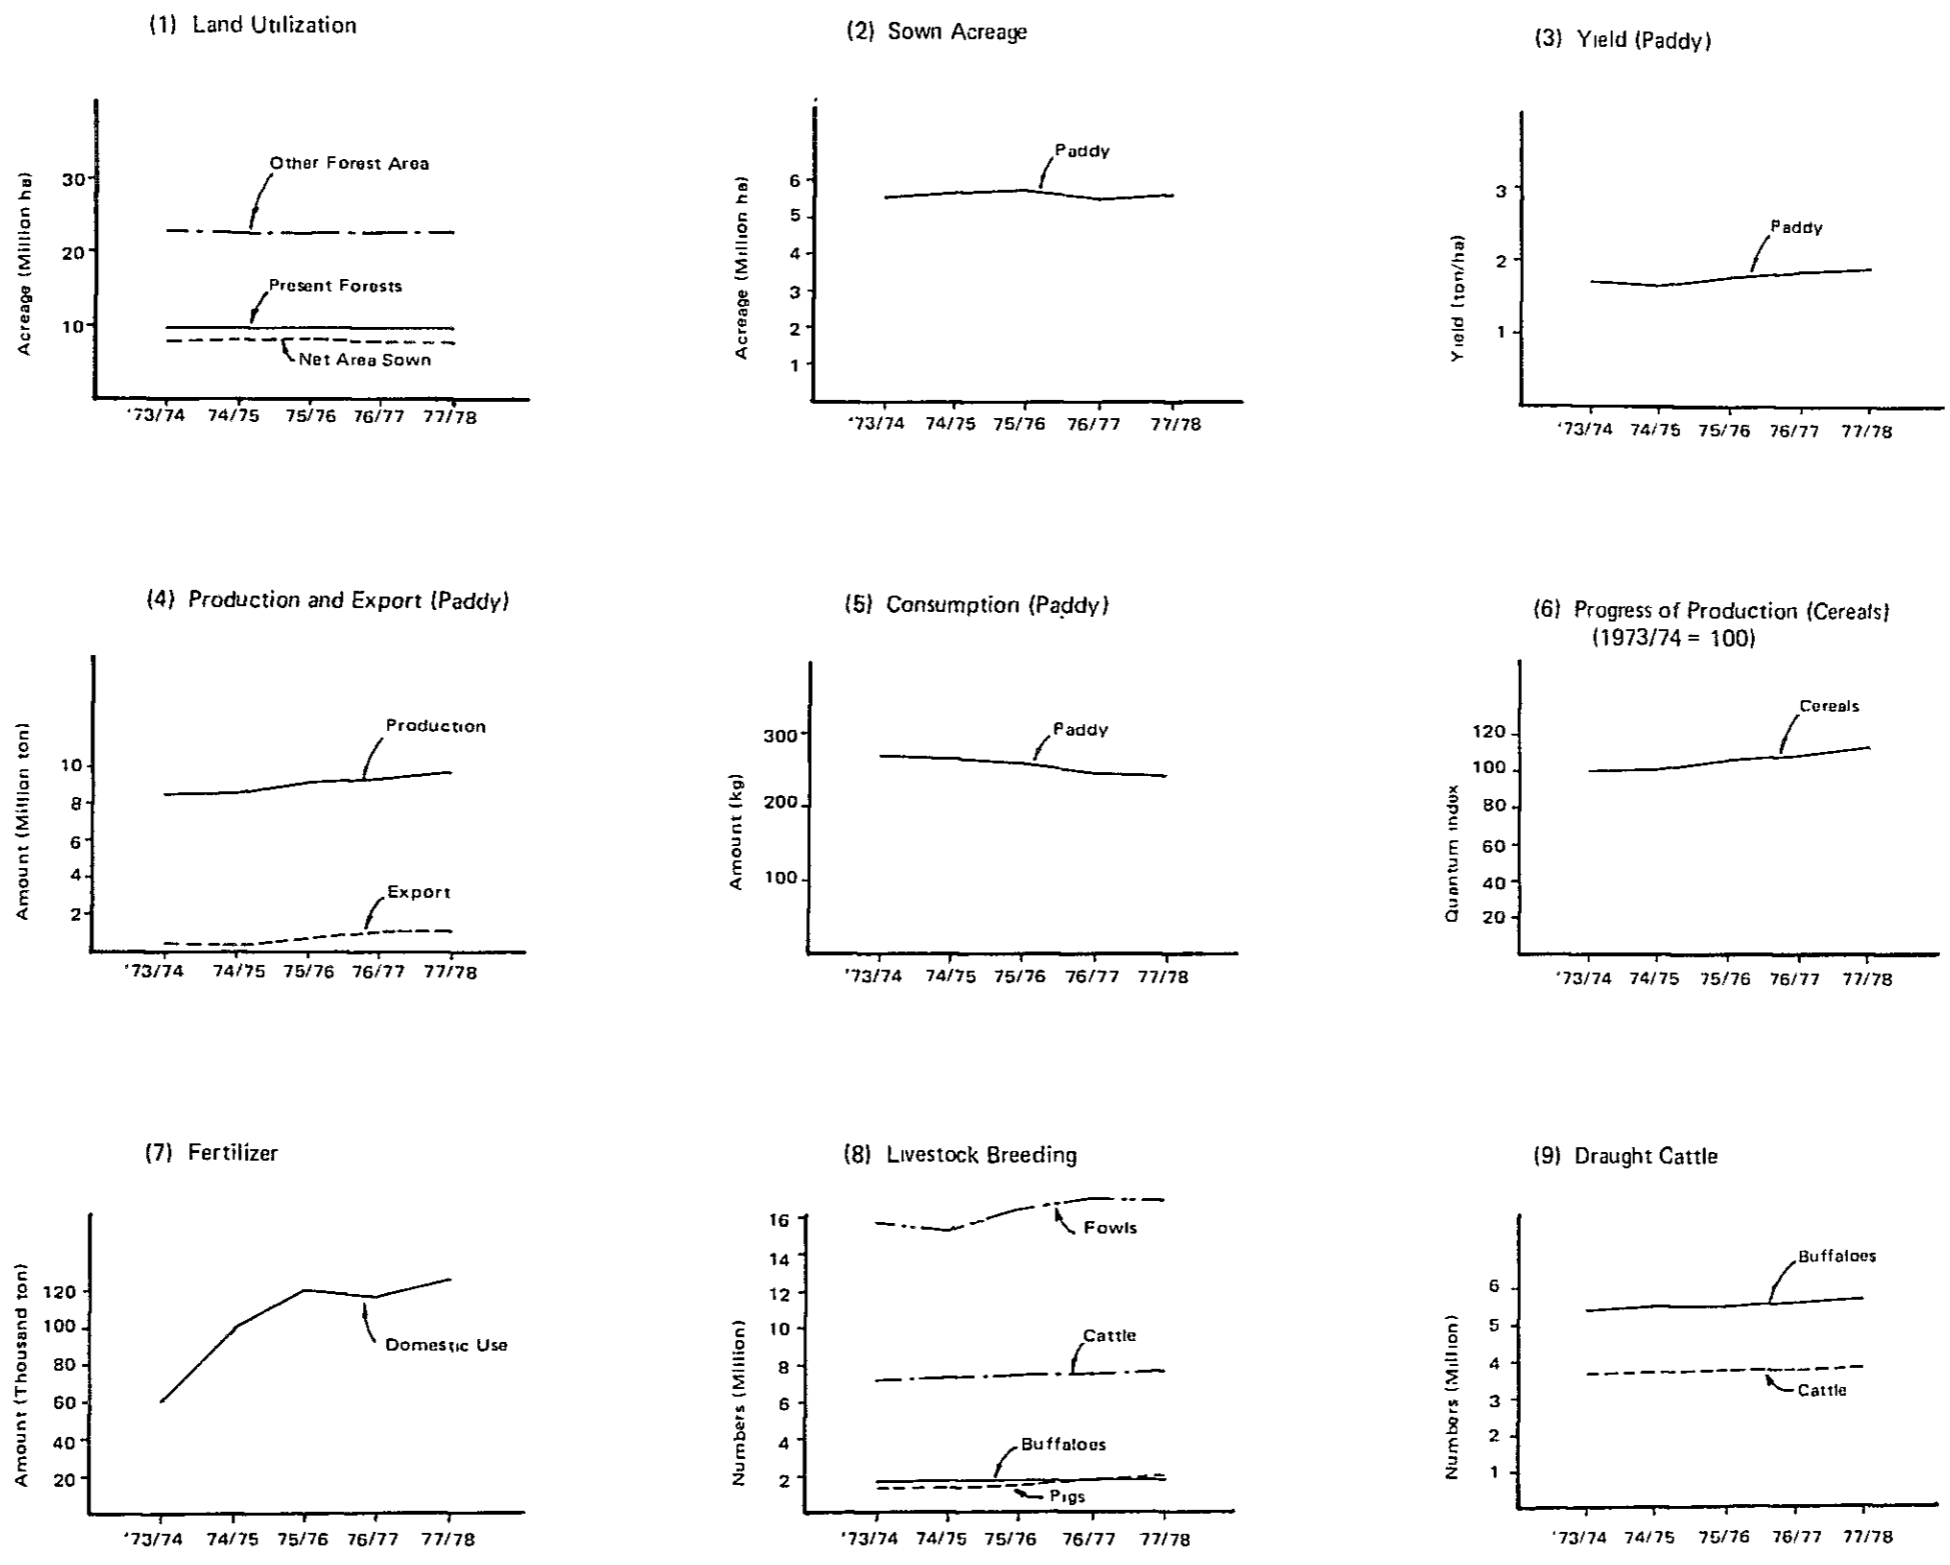 (1) Land Utilization
Acreage (Million ha)
30
20
10
Other Forest Area
Present Forests
Net Area Sown
'73/74 74/75 75/76 76/77 77/78
(2) Sown Acreage
Acreage (Million ha)
6
5
4
3
2
1
Paddy
'73/74 74/75 75/76 76/77 77/78
(3) Yield (Paddy)
Yield (ton/ha)
3
2
1
Paddy
'73/74 74/75 75/76 76/77 77/78
(4) Production and Export (Paddy)
Amount (Million ton)
10
8
6
4
2
Production
Export
'73/74 74/75 75/76 76/77 77/78
(5) Consumption (Paddy)
Amount (kg)
300
200
100
Paddy
'73/74 74/75 75/76 76/77 77/78
(6) Progress of Production (Cereals)
(1973/74 = 100)
Quantum index
120
100
80
60
40
20
Cereals
'73/74 74/75 75/76 76/77 77/78
(7) Fertilizer
Amount (Thousand ton)
120
100
80
60
40
20
Domestic Use
'73/74 74/75 75/76 76/77 77/78
(8) Livestock Breeding
Numbers (Million)
16
14
12
10
8
6
4
2
Fowls
Cattle
Buffaloes
Pigs
'73/74 74/75 75/76 76/77 77/78
(9) Draught Cattle
Numbers (Million)
6
5
4
3
2
1
Buffaloes
Cattle
'73/74 74/75 75/76 76/77 77/78